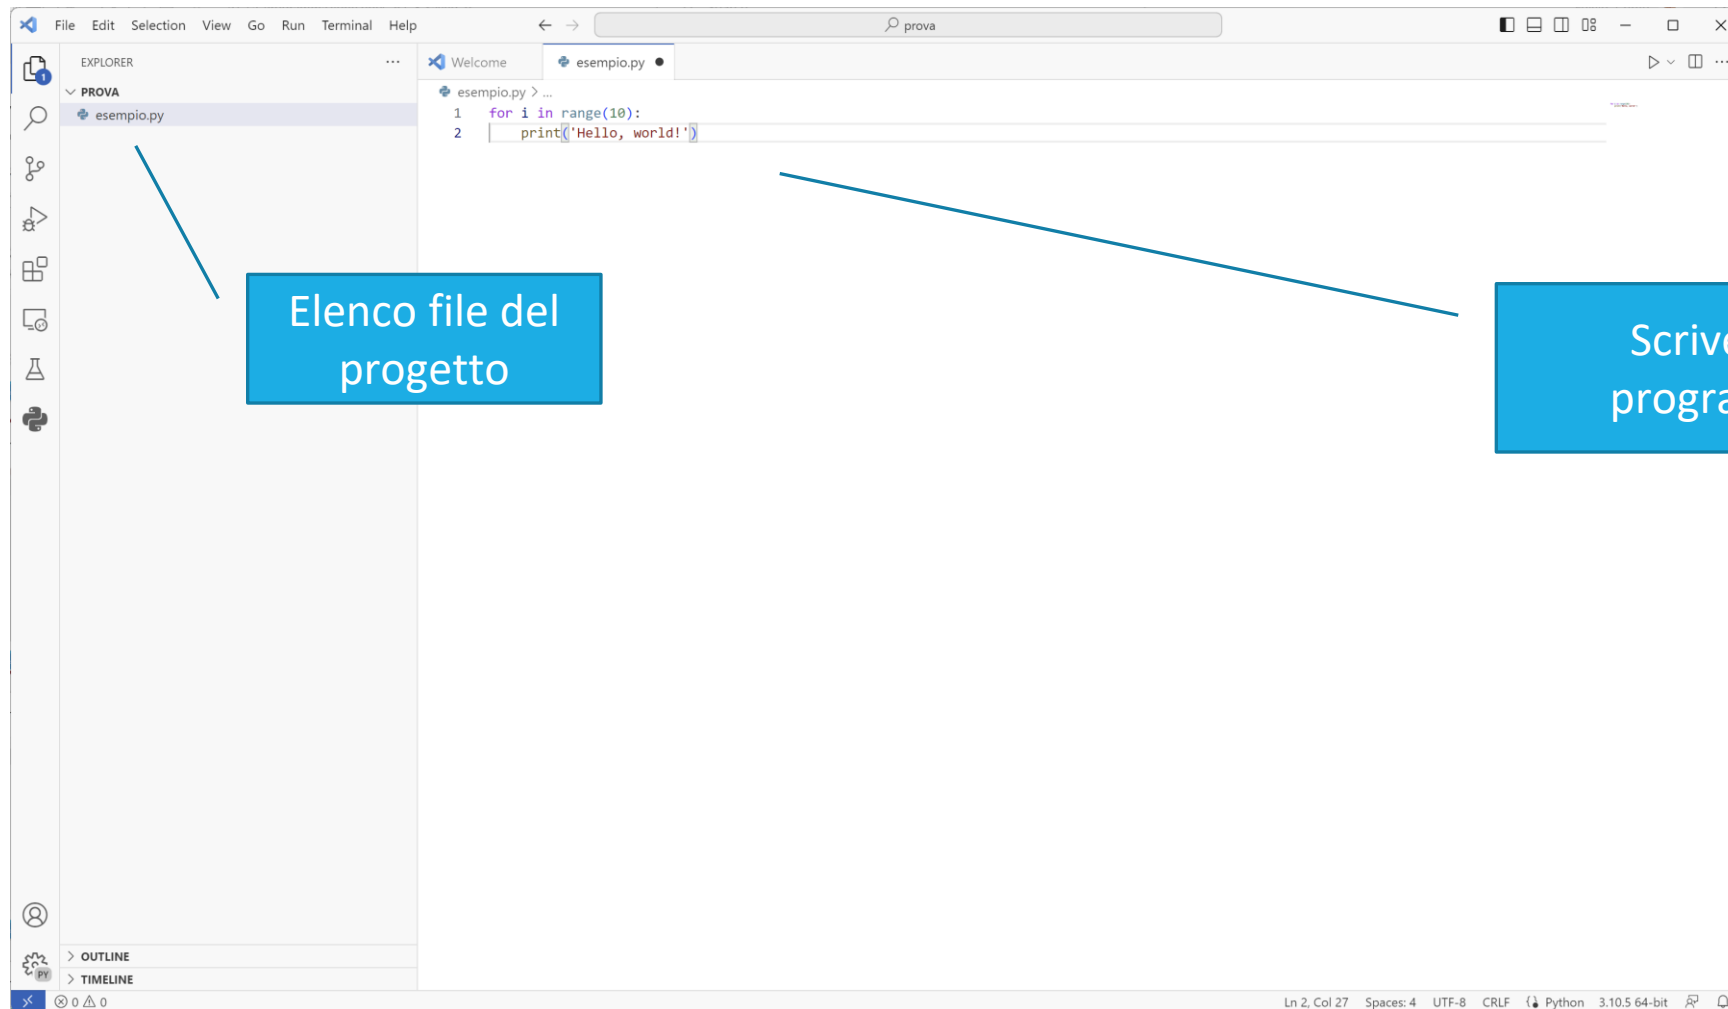 File Edit Selection View Go Run Terminal Help
prova
EXPLORER
Welcome
esempio.py
PROVA
esempio.py
esempio.py > ...
1 for i in range(10):
2 print('Hello, world!')
Elenco file del
progetto
OUTLINE
TIMELINE
PY
0 0
Ln 2, Col 27 Spaces: 4 UTF-8 CRLF Python 3.10.5 64-bit
1